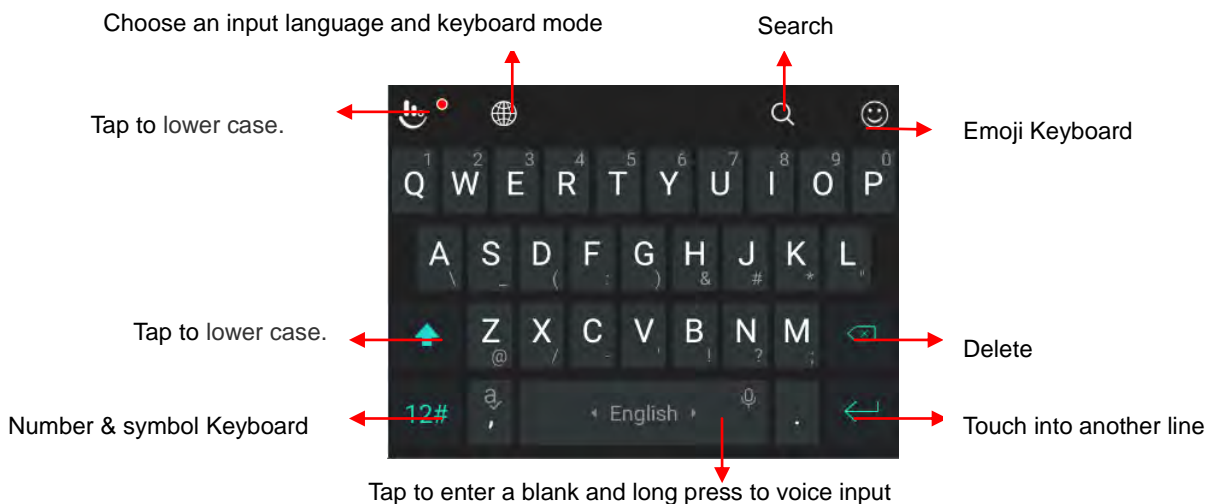 Choose an input language and keyboard mode
Search
Tap to lower case.
Emoji Keyboard
1 2 3 4 5 6 7 8 9 0
Q W E R T Y U I O P
A S D F G H J K L
\ _ ( : ) & # * "
Tap to lower case.
Z X C V B N M
@ / - ' ! ? ;
Delete
Number & symbol Keyboard
12# a , English .
Touch into another line
Tap to enter a blank and long press to voice input